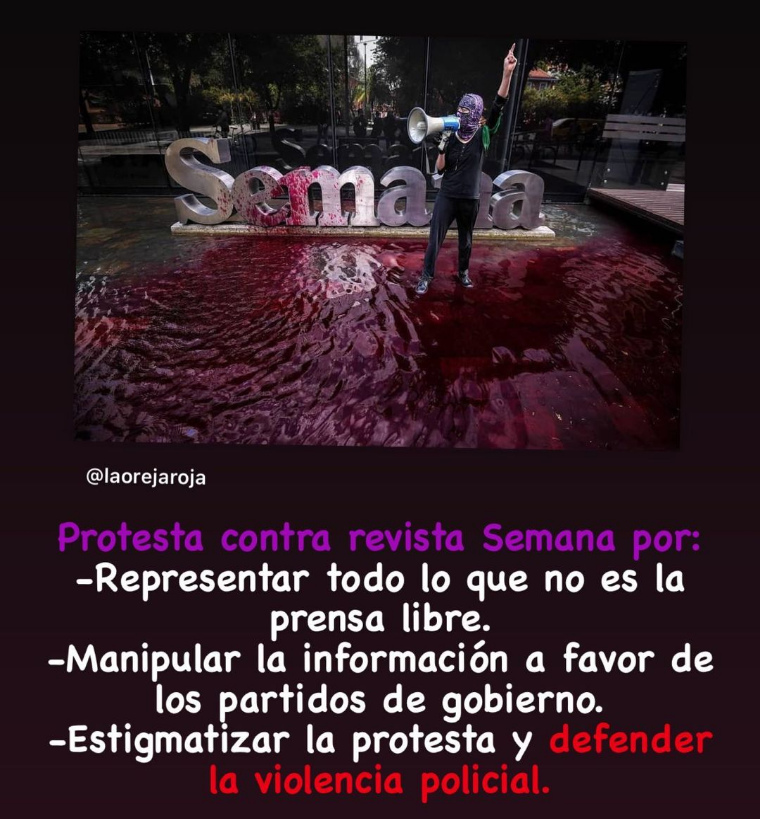 Semana
@laorejaroja
Protesta contra revista Semana por:
-Representar todo lo que no es la
prensa libre.
-Manipular la información a favor de
los partidos de gobierno.
-Estigmatizar la protesta y defender
la violencia policial.